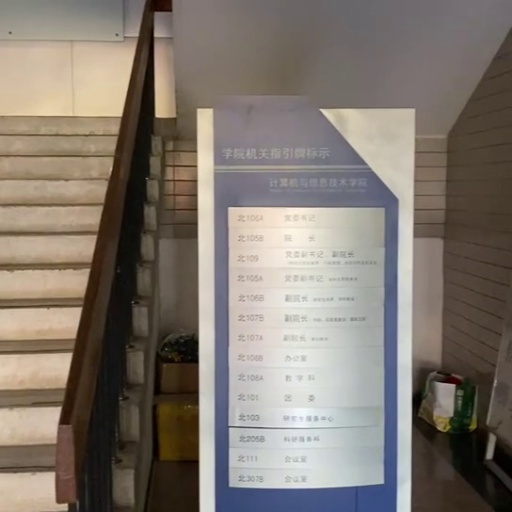 学院机关指引牌标示
计算机与信息技术学院
北106A 党委书记
北105B 院 长
北109 党委副书记、副院长
北105A 党委副书记
北106B 副院长
北107B 副院长
北107A 副院长
北108B 办公室
北108A 教 学 科
北101 团 委
北103 研究生服务中心
北205B 科研服务科
北111 会议室
北307B 会议室